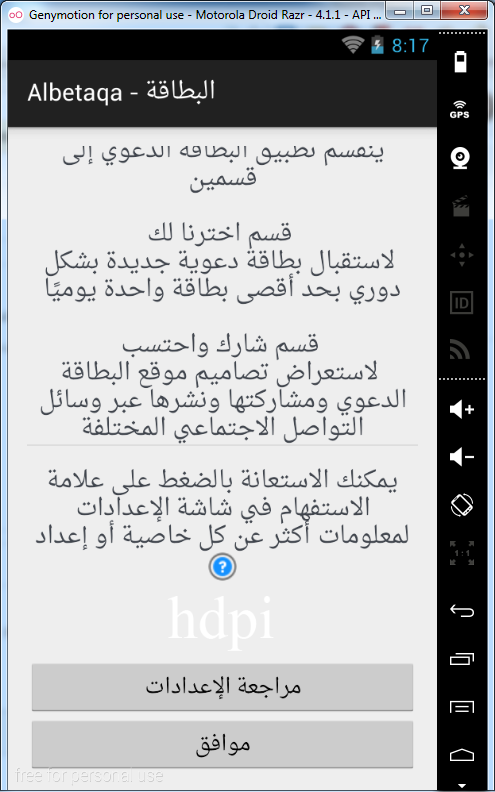 Genymotion for personal use - Motorola Droid Razr - 4.1.1 - API ...
8:17
Albetaqa - البطاقة
ينقسم تطبيق البطاقة الدعوي إلى
قسمين
قسم اخترنا لك
لاستقبال بطاقة دعوية جديدة بشكل
دوري بحد أقصى بطاقة واحدة يوميًا
قسم شارك واحتسب
لاستعراض تصاميم موقع البطاقة
الدعوي ومشاركتها ونشرها عبر وسائل
التواصل الاجتماعي المختلفة
يمكنك الاستعانة بالضغط على علامة
الاستفهام في شاشة الإعدادات
لمعلومات أكثر عن كل خاصية أو إعداد
?
hdpi
مراجعة الإعدادات
موافق
free for personal use
GPS
ID
1:1